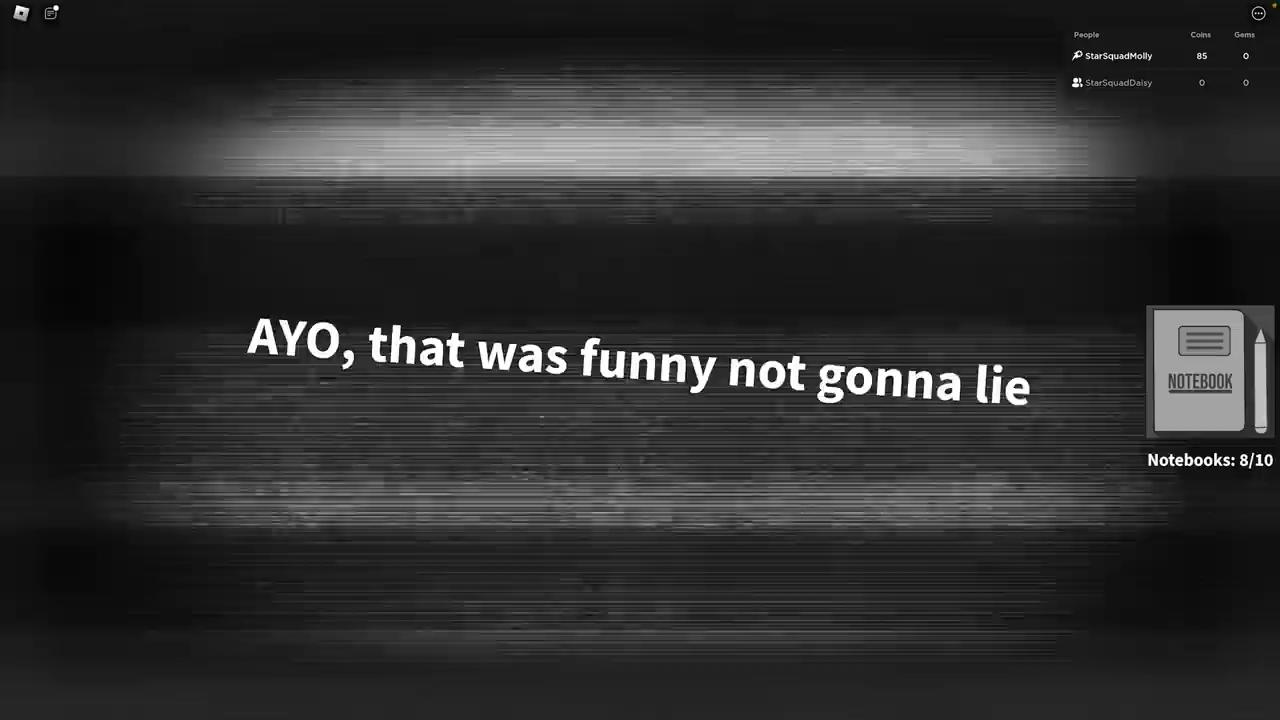 People Coins Gems
StarSquadMolly 85 0
StarSquadDaisy 0 0
AYO, that was funny not gonna lie
NOTEBOOK
Notebooks: 8/10